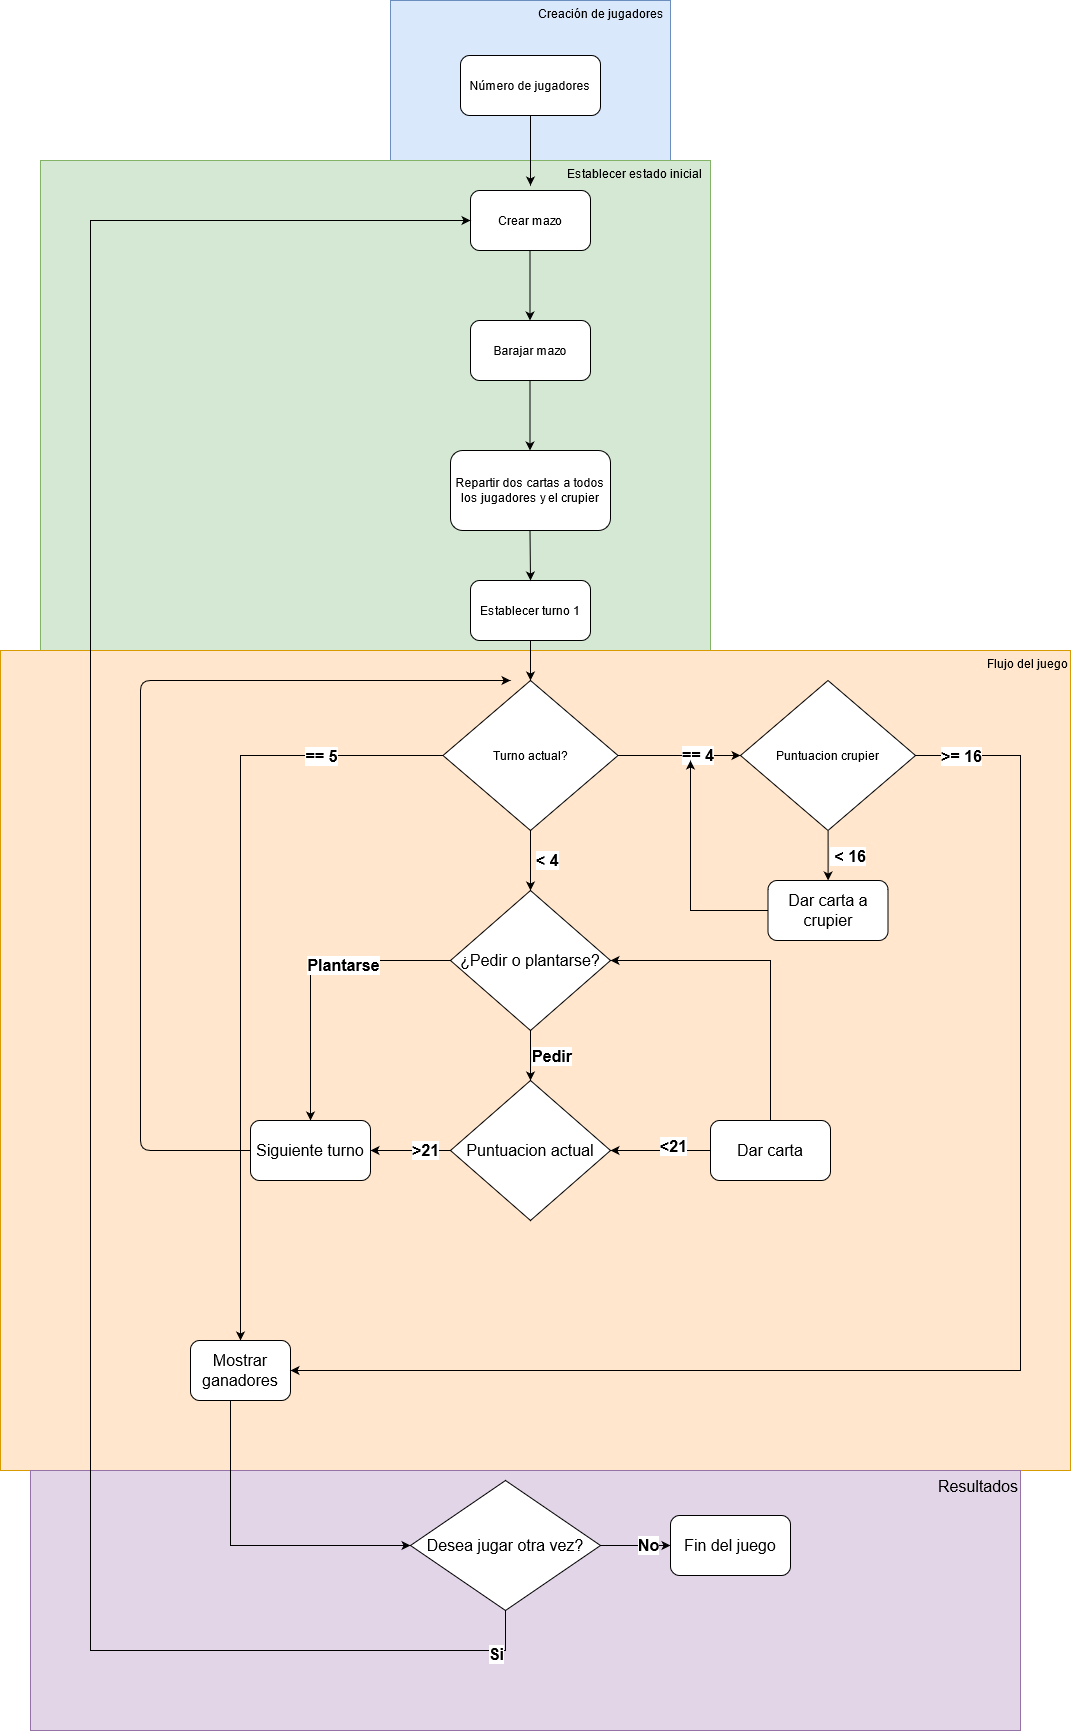 Creación de jugadores
Número de jugadores
Establecer estado inicial
Crear mazo
Barajar mazo
Repartir dos cartas a todos
los jugadores y el crupier
Establecer turno 1
Flujo del juego
== 5
Turno actual?
== 4
Puntuacion crupier
>= 16
< 4
< 16
Dar carta a
crupier
Plantarse
¿Pedir o plantarse?
Pedir
Siguiente turno
>21
Puntuacion actual
<21
Dar carta
Mostrar
ganadores
Resultados
Desea jugar otra vez?
No
Fin del juego
Si